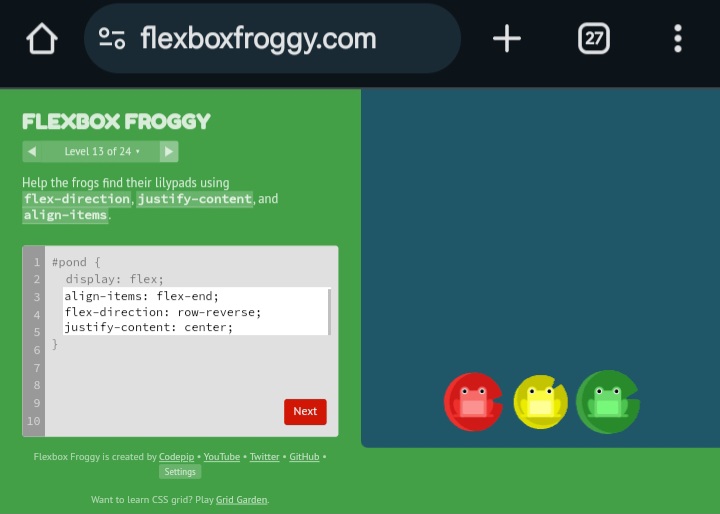 flexboxfroggy.com
27
FLEXBOX FROGGY
Level 13 of 24
Help the frogs find their lilypads using
flex-direction, justify-content, and
align-items.
1 #pond {
2 display: flex;
3 align-items: flex-end;
4 flex-direction: row-reverse;
5 justify-content: center;
6 }
7
8
9
10
Next
Flexbox Froggy is created by Codepip • YouTube • Twitter • GitHub •
Settings
Want to learn CSS grid? Play Grid Garden.